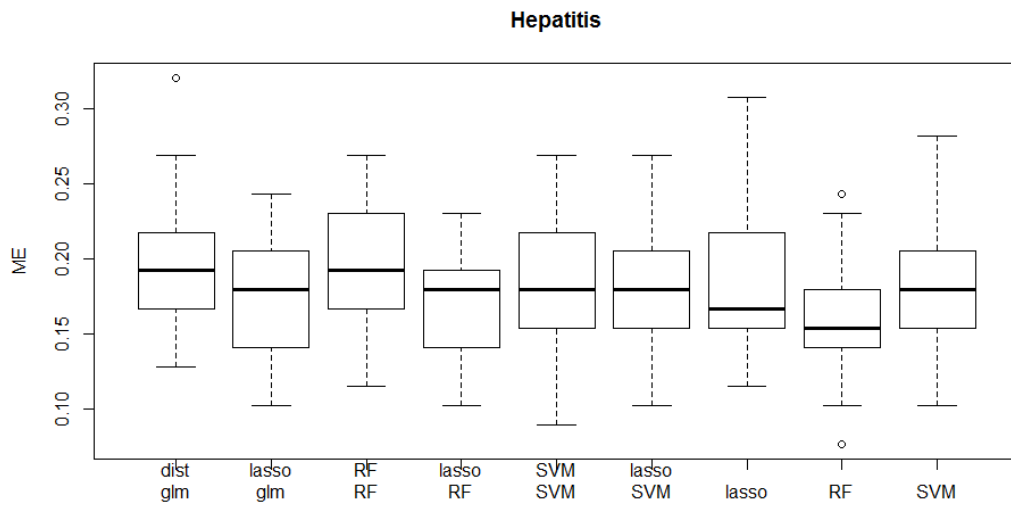 Hepatitis
ME
0.30
0.25
0.20
0.15
0.10
dist lasso RF lasso SVM lasso
glm glm RF RF SVM SVM lasso RF SVM